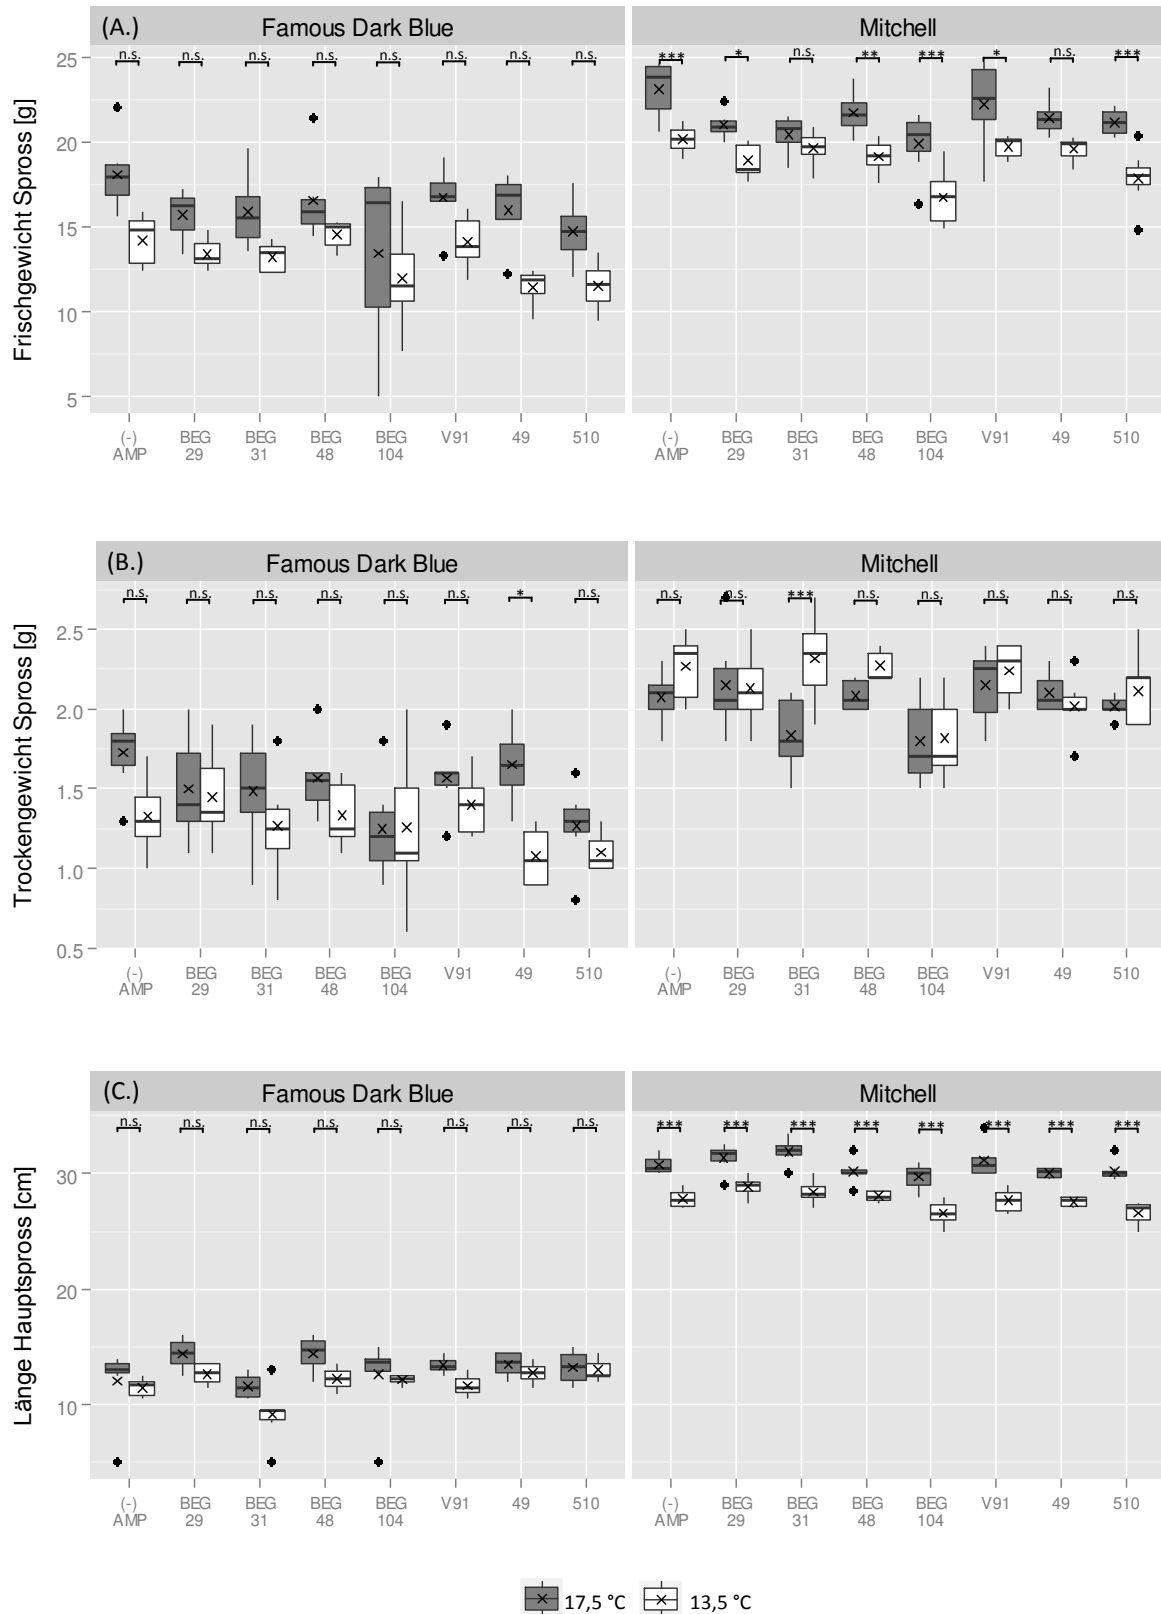 (A.)
Famous Dark Blue
Mitchell
Frischgewicht Spross [g]
n.s. n.s. n.s. n.s. n.s. n.s. n.s. n.s.
*** * n.s. ** *** * n.s. ***
25
20
15
10
5
(-) AMP BEG 29 BEG 31 BEG 48 BEG 104 V91 49 510
(-) AMP BEG 29 BEG 31 BEG 48 BEG 104 V91 49 510
(B.)
Famous Dark Blue
Mitchell
Trockengewicht Spross [g]
n.s. n.s. n.s. n.s. n.s. n.s. * n.s.
n.s. n.s. *** n.s. n.s. n.s. n.s. n.s.
2.5
2.0
1.5
1.0
0.5
(-) AMP BEG 29 BEG 31 BEG 48 BEG 104 V91 49 510
(-) AMP BEG 29 BEG 31 BEG 48 BEG 104 V91 49 510
(C.)
Famous Dark Blue
Mitchell
Länge Hauptspross [cm]
n.s. n.s. n.s. n.s. n.s. n.s. n.s. n.s.
*** *** *** *** *** *** *** ***
30
20
10
(-) AMP BEG 29 BEG 31 BEG 48 BEG 104 V91 49 510
(-) AMP BEG 29 BEG 31 BEG 48 BEG 104 V91 49 510
17,5 °C 13,5 °C